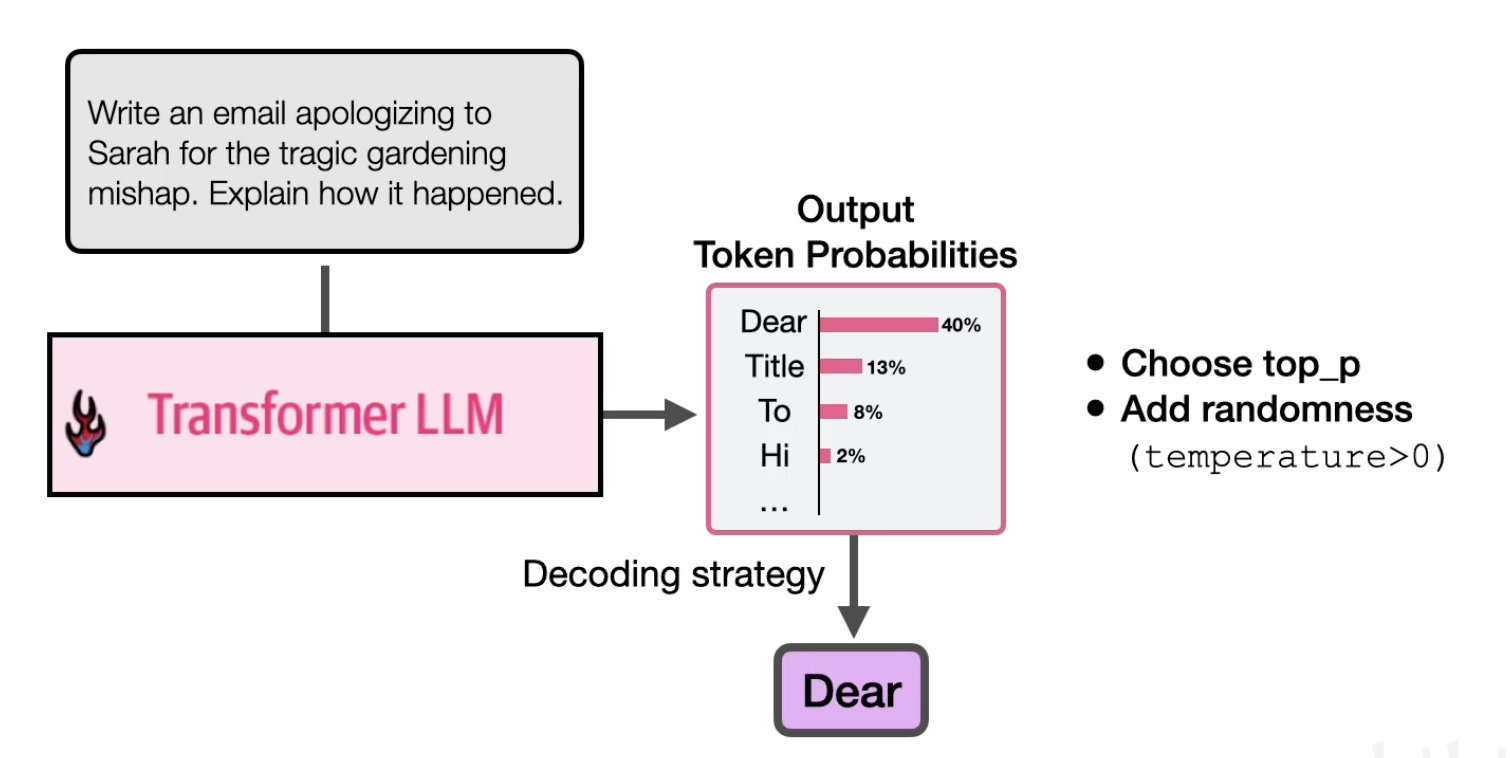 Write an email apologizing to
Sarah for the tragic gardening
mishap. Explain how it happened.
Transformer LLM
Output
Token Probabilities
Dear 40%
Title 13%
To 8%
Hi 2%
...
Decoding strategy
Dear
• Choose top_p
• Add randomness
(temperature>0)